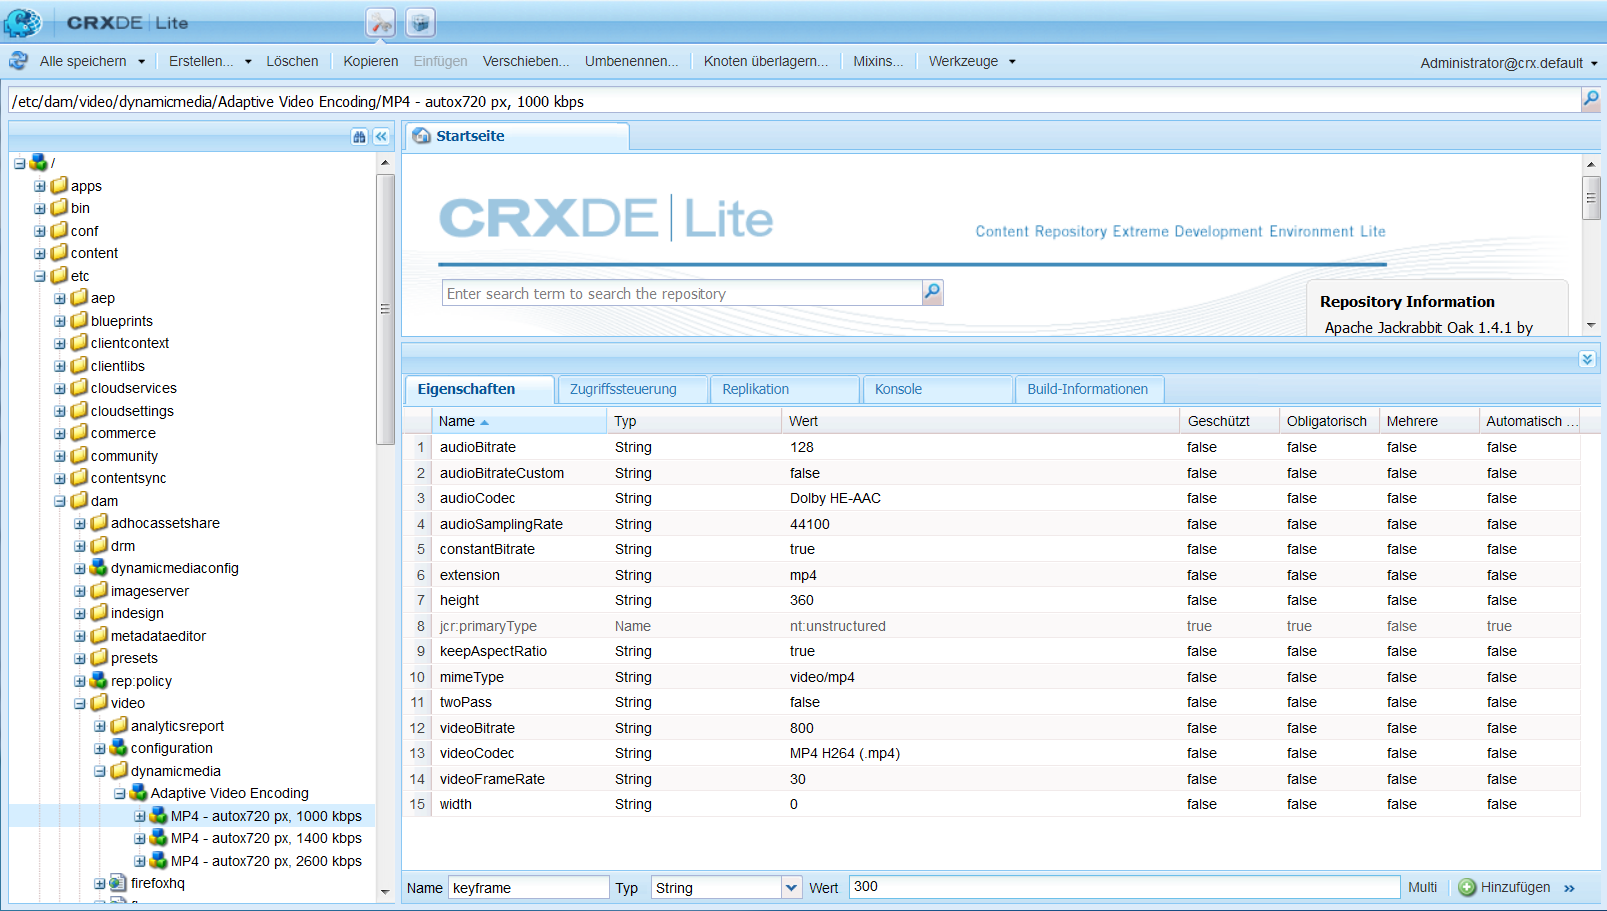 CRXDE | Lite
Alle speichern Erstellen... Löschen Kopieren Einfügen Verschieben... Umbenennen... Knoten überlagern... Mixins... Werkzeuge Administrator@crx.default
/etc/dam/video/dynamicmedia/Adaptive Video Encoding/MP4 - autox720 px, 1000 kbps
/
apps
bin
conf
content
etc
aep
blueprints
clientcontext
clientlibs
cloudservices
cloudsettings
commerce
community
contentsync
dam
adhocassetshare
drm
dynamicmediaconfig
imageserver
indesign
metadataeditor
presets
rep:policy
video
analyticsreport
configuration
dynamicmedia
Adaptive Video Encoding
MP4 - autox720 px, 1000 kbps
MP4 - autox720 px, 1400 kbps
MP4 - autox720 px, 2600 kbps
firefoxhq
Startseite
CRXDE | Lite
Content Repository Extreme Development Environment Lite
Enter search term to search the repository
Repository Information
Apache Jackrabbit Oak 1.4.1 by
Eigenschaften Zugriffssteuerung Replikation Konsole Build-Informationen
Name Typ Wert Geschützt Obligatorisch Mehrere Automatisch ...
1 audioBitrate String 128 false false false false
2 audioBitrateCustom String false false false false false
3 audioCodec String Dolby HE-AAC false false false false
4 audioSamplingRate String 44100 false false false false
5 constantBitrate String true false false false false
6 extension String mp4 false false false false
7 height String 360 false false false false
8 jcr:primaryType Name nt:unstructured true true false true
9 keepAspectRatio String true false false false false
10 mimeType String video/mp4 false false false false
11 twoPass String false false false false false
12 videoBitrate String 800 false false false false
13 videoCodec String MP4 H264 (.mp4) false false false false
14 videoFrameRate String 30 false false false false
15 width String 0 false false false false
Name keyframe Typ String Wert 300 Multi Hinzufügen »